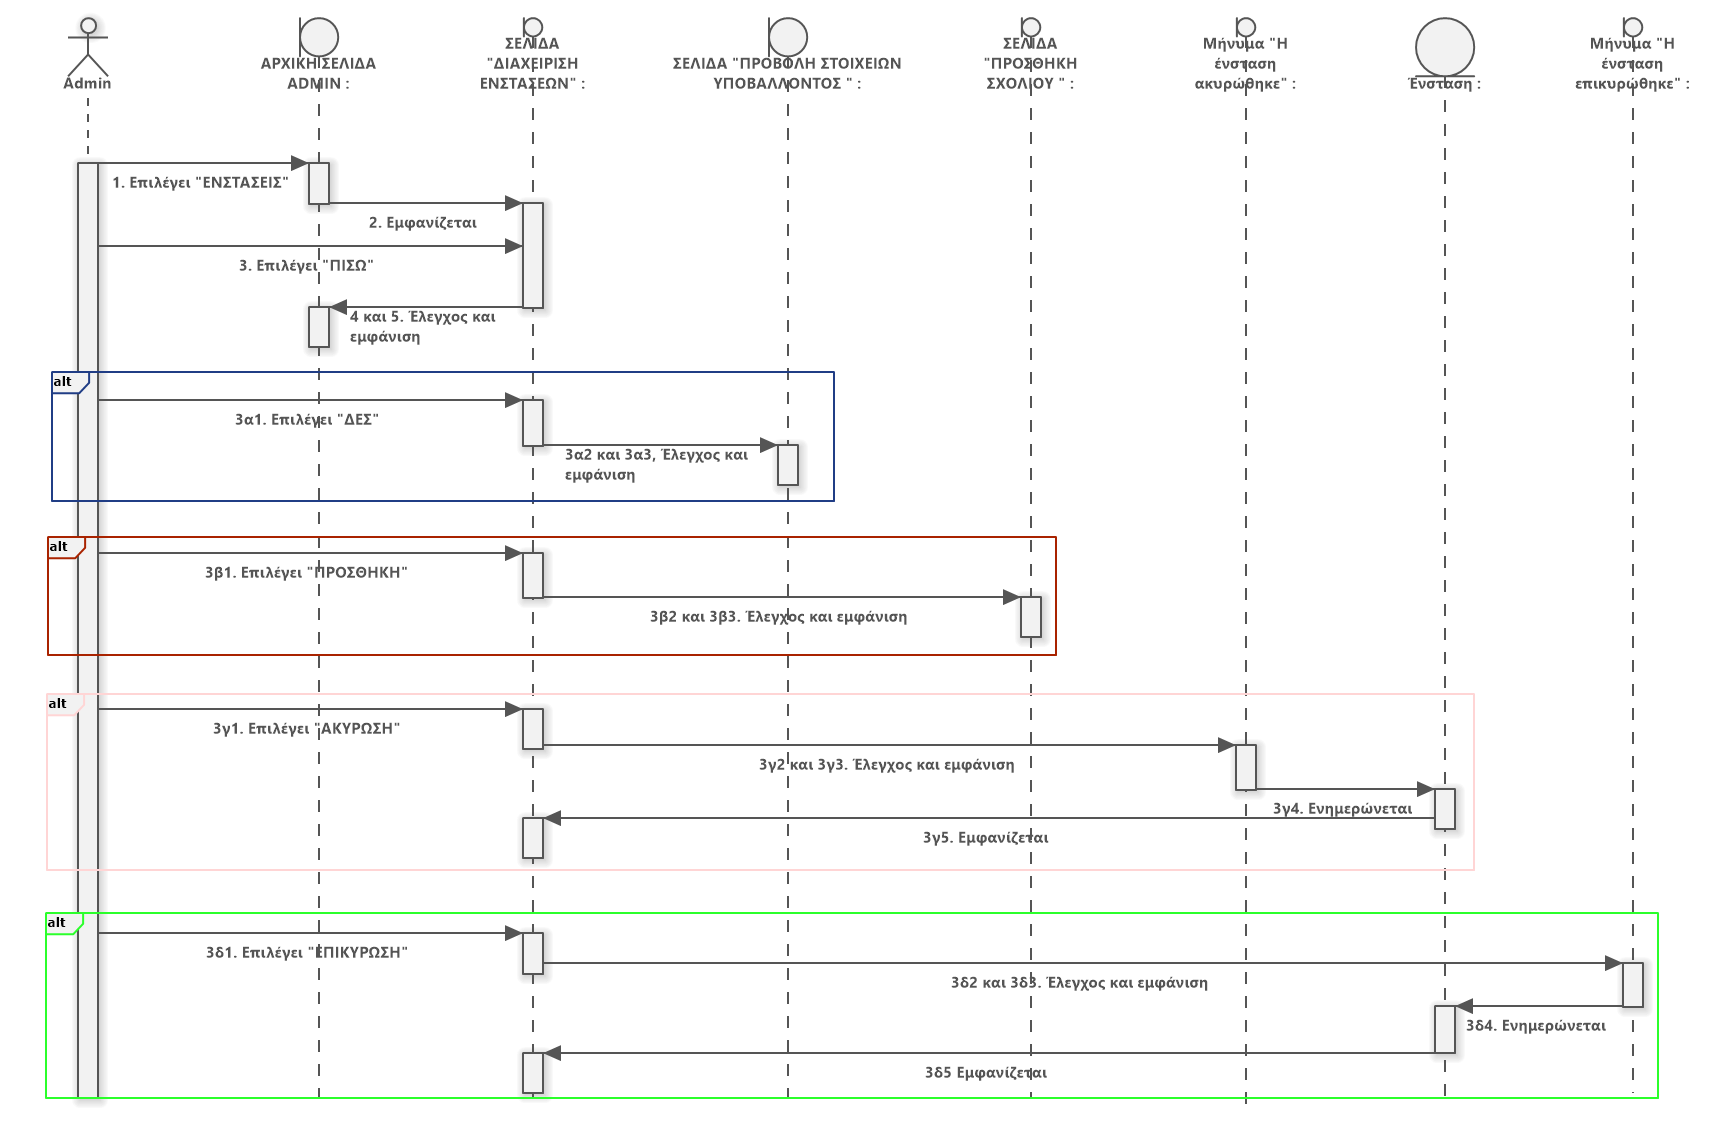 Admin
ΑΡΧΙΚΗ ΣΕΛΙΔΑ
ADMIN :
ΣΕΛΙΔΑ
"ΔΙΑΧΕΙΡΙΣΗ
ΕΝΣΤΑΣΕΩΝ" :
ΣΕΛΙΔΑ "ΠΡΟΒΟΛΗ ΣΤΟΙΧΕΙΩΝ
ΥΠΟΒΑΛΛΟΝΤΟΣ " :
ΣΕΛΙΔΑ
"ΠΡΟΣΘΗΚΗ
ΣΧΟΛΙΟΥ " :
Μήνυμα "Η
ένσταση
ακυρώθηκε" :
Ένσταση :
Μήνυμα "Η
ένσταση
επικυρώθηκε" :
1. Επιλέγει "ΕΝΣΤΑΣΕΙΣ"
2. Εμφανίζεται
3. Επιλέγει "ΠΙΣΩ"
4 και 5. Έλεγχος και
εμφάνιση
alt
3α1. Επιλέγει "ΔΕΣ"
3α2 και 3α3, Έλεγχος και
εμφάνιση
alt
3β1. Επιλέγει "ΠΡΟΣΘΗΚΗ"
3β2 και 3β3. Έλεγχος και εμφάνιση
alt
3γ1. Επιλέγει "ΑΚΥΡΩΣΗ"
3γ2 και 3γ3. Έλεγχος και εμφάνιση
3γ4. Ενημερώνεται
3γ5. Εμφανίζεται
alt
3δ1. Επιλέγει "ΕΠΙΚΥΡΩΣΗ"
3δ2 και 3δ3. Έλεγχος και εμφάνιση
3δ4. Ενημερώνεται
3δ5 Εμφανίζεται